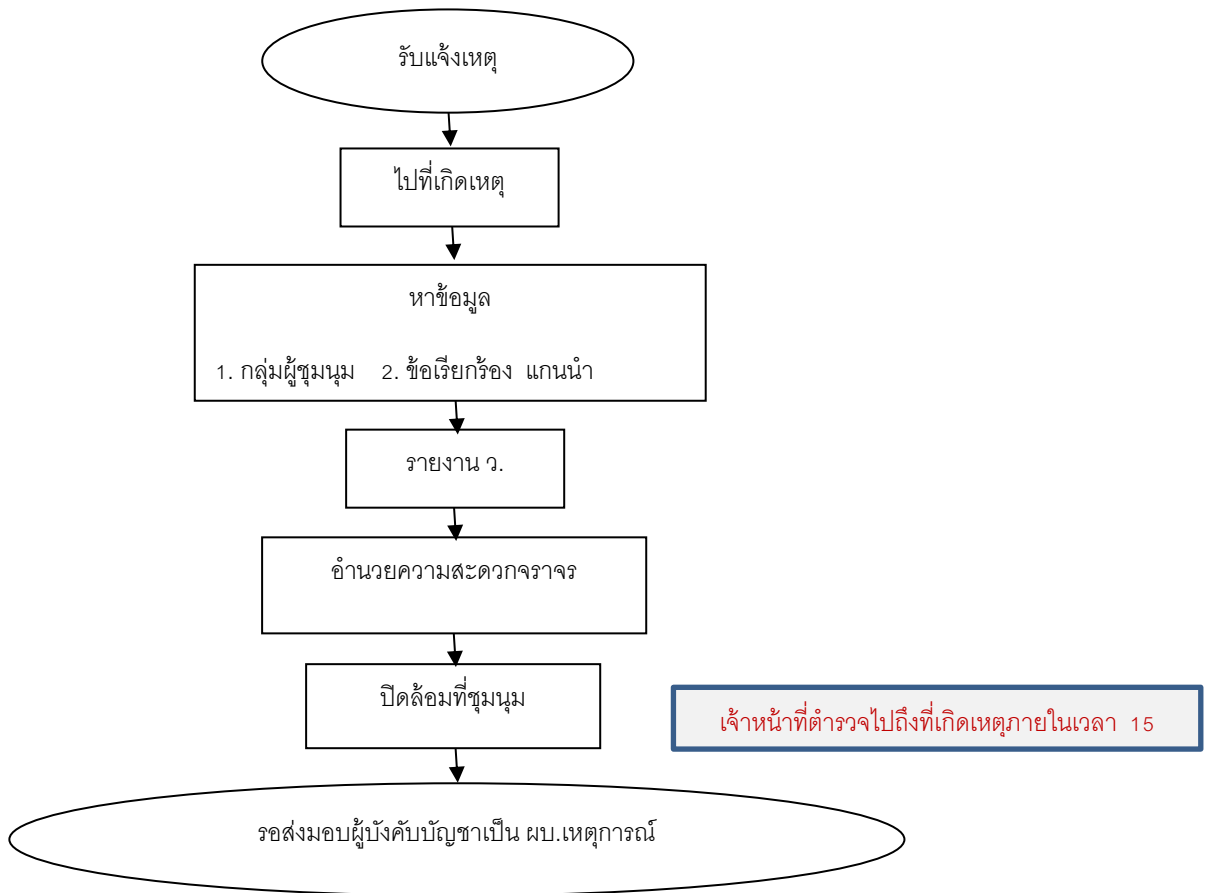 รับแจ้งเหตุ
ไปที่เกิดเหตุ
หาข้อมูล
1. กลุ่มผู้ชุมนุม 2. ข้อเรียกร้อง แกนนำ
รายงาน ว.
อำนวยความสะดวกจราจร
ปิดล้อมที่ชุมนุม
เจ้าหน้าที่ตำรวจไปถึงที่เกิดเหตุภายในเวลา 15
รอส่งมอบผู้บังคับบัญชาเป็น ผบ.เหตุการณ์